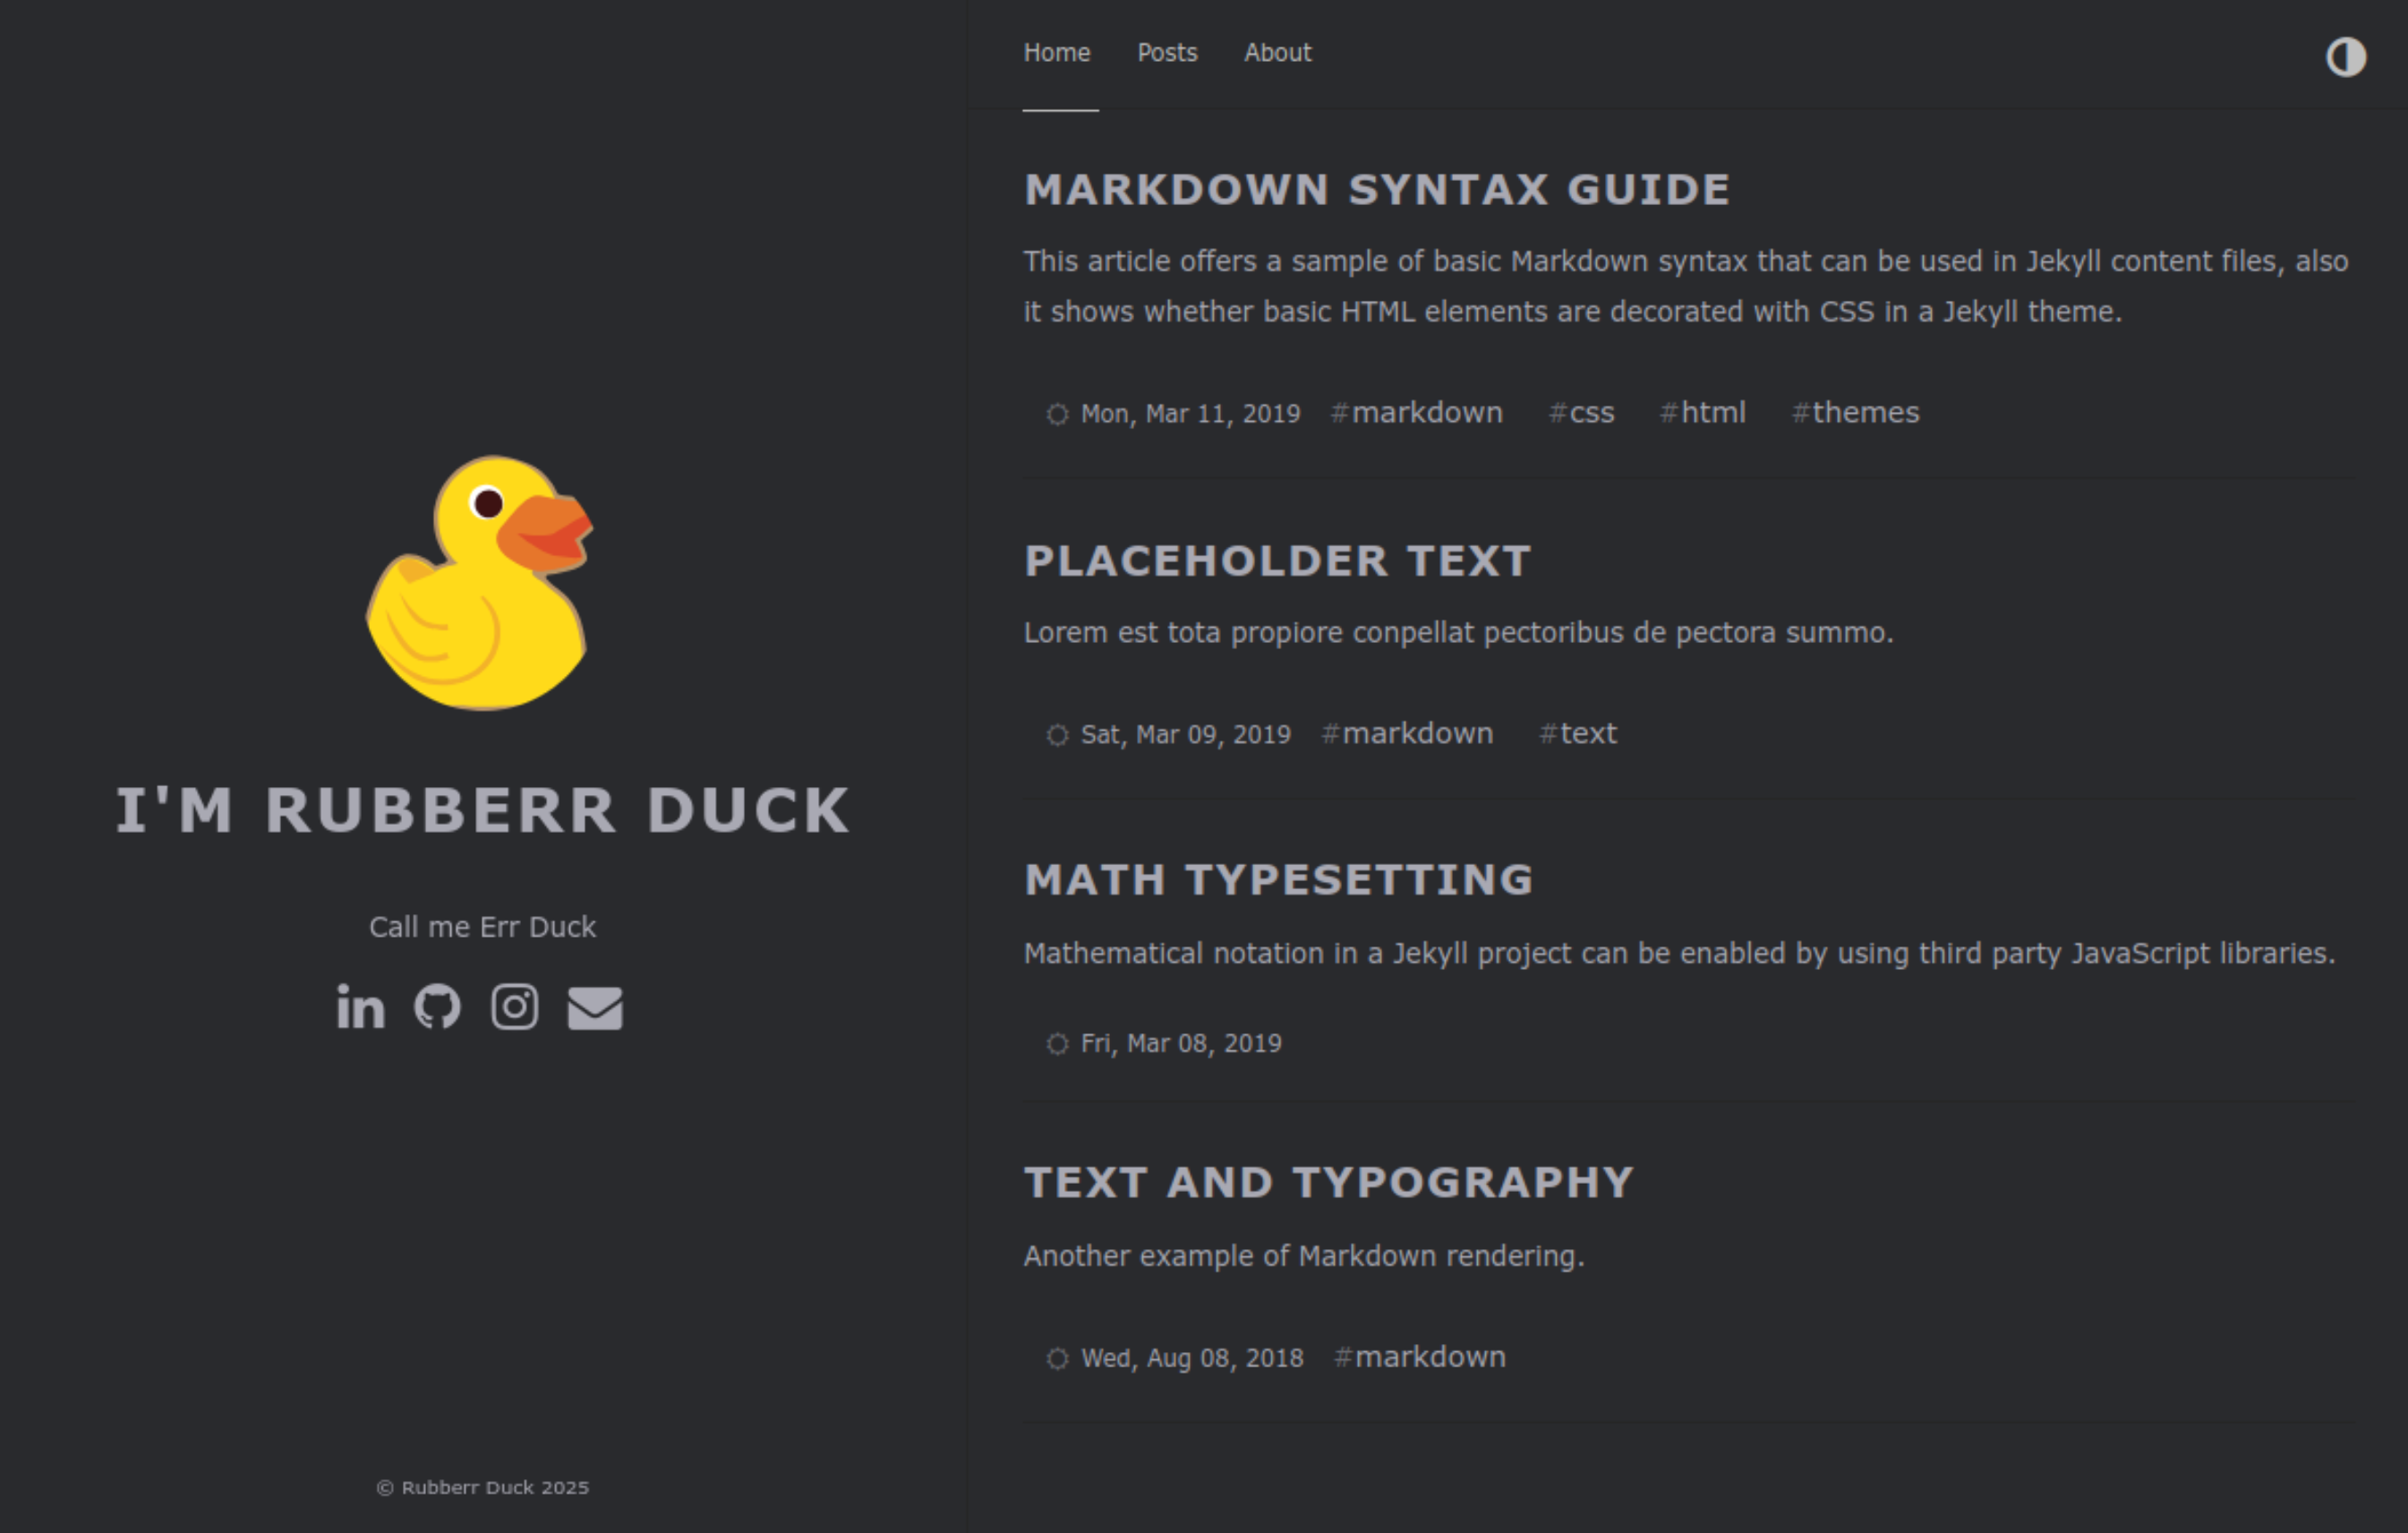 I'M RUBBERR DUCK
Call me Err Duck
in
© Rubberr Duck 2025
Home Posts About
MARKDOWN SYNTAX GUIDE
This article offers a sample of basic Markdown syntax that can be used in Jekyll content files, also
it shows whether basic HTML elements are decorated with CSS in a Jekyll theme.
Mon, Mar 11, 2019 #markdown #css #html #themes
PLACEHOLDER TEXT
Lorem est tota propiore conpellat pectoribus de pectora summo.
Sat, Mar 09, 2019 #markdown #text
MATH TYPESETTING
Mathematical notation in a Jekyll project can be enabled by using third party JavaScript libraries.
Fri, Mar 08, 2019
TEXT AND TYPOGRAPHY
Another example of Markdown rendering.
Wed, Aug 08, 2018 #markdown